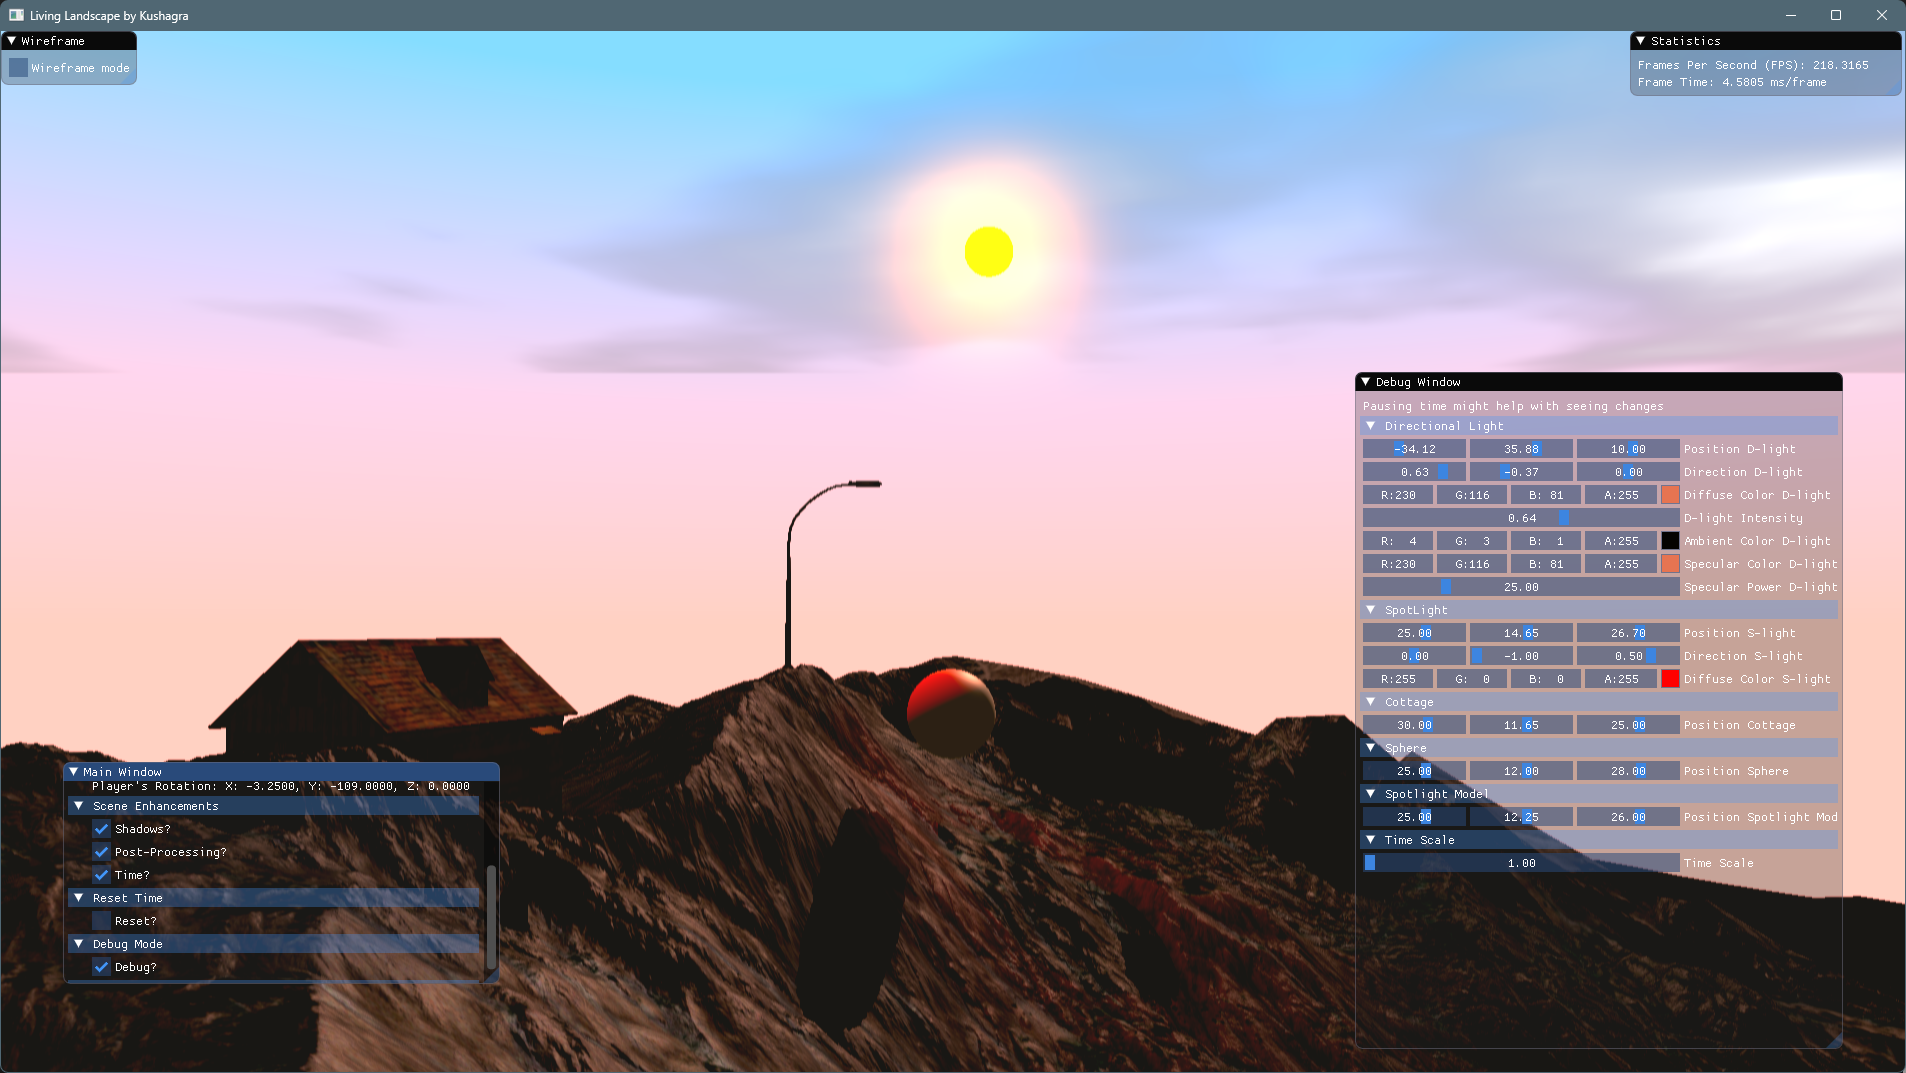 Living Landscape by Kushagra
Wireframe
Wireframe mode
Statistics
Frames Per Second (FPS): 218.3165
Frame Time: 4.5805 ms/frame
Debug Window
Pausing time might help with seeing changes
Directional Light
-34.12 35.88 10.00 Position D-light
0.63 -0.37 0.00 Direction D-light
R:230 G:116 B: 81 A:255 Diffuse Color D-light
0.64 D-light Intensity
R: 4 G: 3 B: 1 A:255 Ambient Color D-light
R:230 G:116 B: 81 A:255 Specular Color D-light
25.00 Specular Power D-light
SpotLight
25.00 14.65 26.70 Position S-light
0.00 -1.00 0.50 Direction S-light
R:255 G: 0 B: 0 A:255 Diffuse Color S-light
Cottage
30.00 11.65 25.00 Position Cottage
Sphere
25.00 12.00 28.00 Position Sphere
Spotlight Model
25.00 12.25 26.00 Position Spotlight Mod
Time Scale
1.00 Time Scale
Main Window
Player's Rotation: X: -3.2500, Y: -109.0000, Z: 0.0000
Scene Enhancements
Shadows?
Post-Processing?
Time?
Reset Time
Reset?
Debug Mode
Debug?